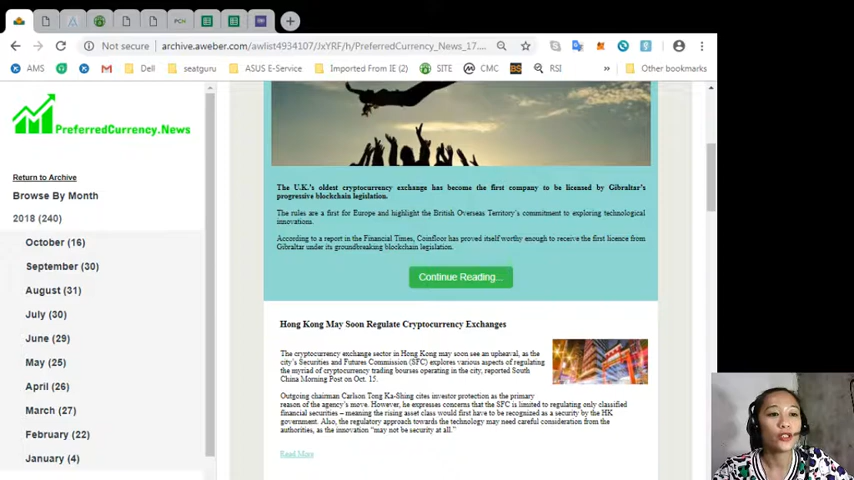 PCN
Not secure
archive.aweber.com/awlist4934107/JxYRF/h/PreferredCurrency_News_17....
AMS
Dell
seatguru
ASUS E-Service
Imported From IE (2)
SITE
CMC
BS
RSI
»
Other bookmarks
PreferredCurrency.News
Return to Archive
Browse By Month
2018 (240)
October (16)
September (30)
August (31)
July (30)
June (29)
May (25)
April (26)
March (27)
February (22)
January (4)
The U.K.'s oldest cryptocurrency exchange has become the first company to be licensed by Gibraltar's
progressive blockchain legislation.
The rules are a first for Europe and highlight the British Overseas Territory's commitment to exploring technological
innovations.
According to a report in the Financial Times, Coinfloor has proved itself worthy enough to receive the first licence from
Gibraltar under its groundbreaking blockchain legislation.
Continue Reading...
Hong Kong May Soon Regulate Cryptocurrency Exchanges
The cryptocurrency exchange sector in Hong Kong may soon see an upheaval, as the
city's Securities and Futures Commission (SFC) explores various aspects of regulating
the myriad of cryptocurrency trading bourses operating in the city, reported South
China Morning Post on Oct. 15.
Outgoing chairman Carlson Tong Ka-Shing cites investor protection as the primary
reason of the agency's move. However, he expresses concerns that the SFC is limited to regulating only classified
financial securities – meaning the rising asset class would first have to be recognized as a security by the HK
government. Also, the regulatory approach towards the technology may need careful consideration from the
authorities, as the innovation "may not be security at all."
Read More